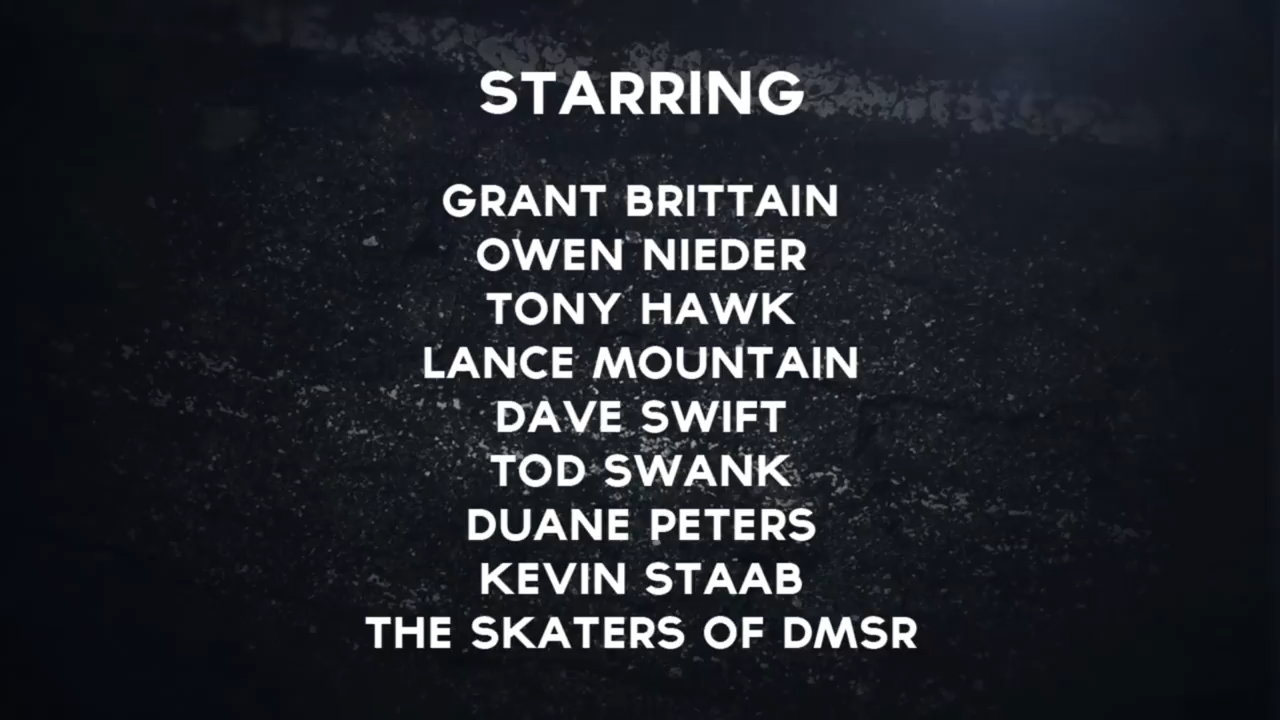 STARRING
GRANT BRITTAIN
OWEN NIEDER
TONY HAWK
LANCE MOUNTAIN
DAVE SWIFT
TOD SWANK
DUANE PETERS
KEVIN STAAB
THE SKATERS OF DMSR